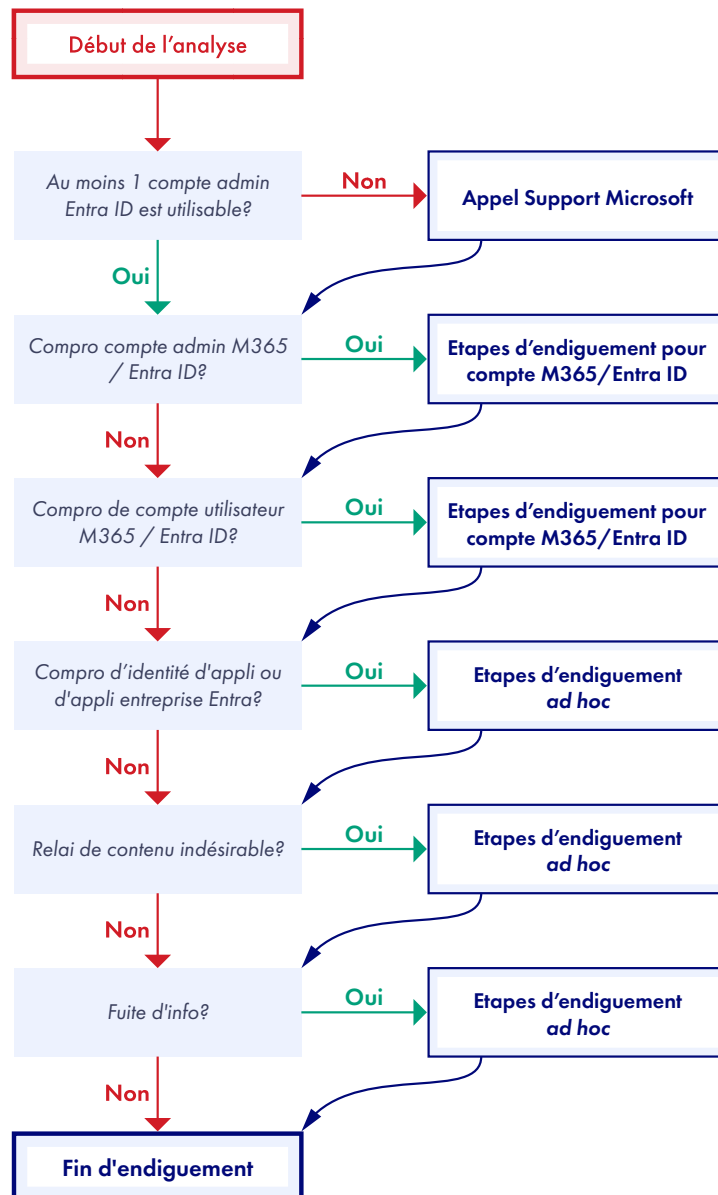 Début de l’analyse
Au moins 1 compte admin
Entra ID est utilisable?
Non
Appel Support Microsoft
Oui
Compro compte admin M365
/ Entra ID?
Oui
Etapes d’endiguement pour
compte M365/Entra ID
Non
Compro de compte utilisateur
M365 / Entra ID?
Oui
Etapes d’endiguement pour
compte M365/Entra ID
Non
Compro d’identité d'appli ou
d'appli entreprise Entra?
Oui
Etapes d’endiguement
ad hoc
Non
Relai de contenu indésirable?
Oui
Etapes d’endiguement
ad hoc
Non
Fuite d'info?
Oui
Etapes d’endiguement
ad hoc
Non
Fin d'endiguement